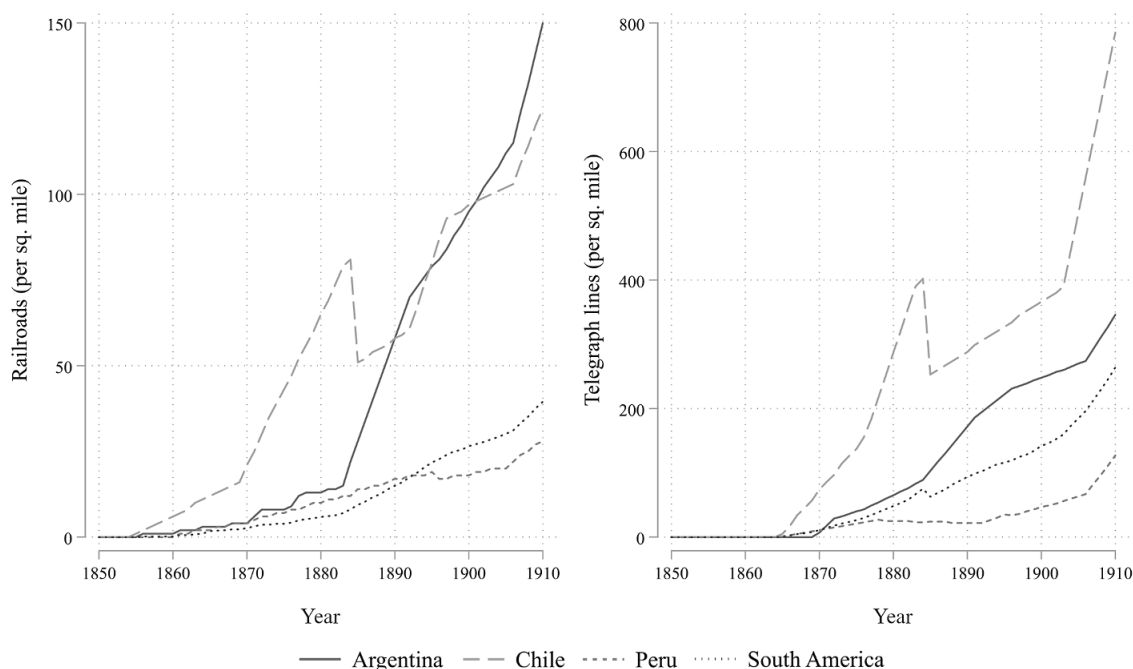 150
100
50
0
Railroads (per sq. mile)
1850 1860 1870 1880 1890 1900 1910
Year
800
600
400
200
0
Telegraph lines (per sq. mile)
1850 1860 1870 1880 1890 1900 1910
Year
Argentina Chile Peru South America